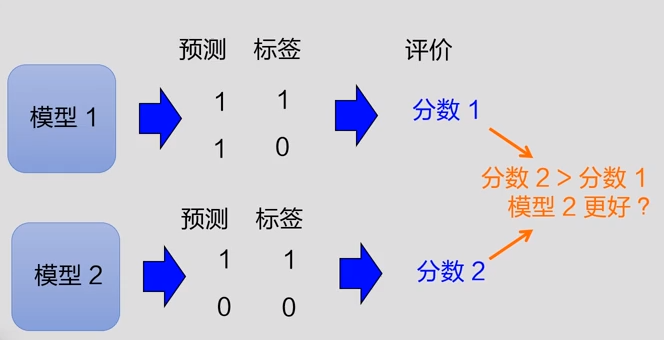 预测 标签 评价
模型 1
1 1
1 0
分数 1
分数 2 > 分数 1
模型 2 更好？
预测 标签
模型 2
1 1
0 0
分数 2